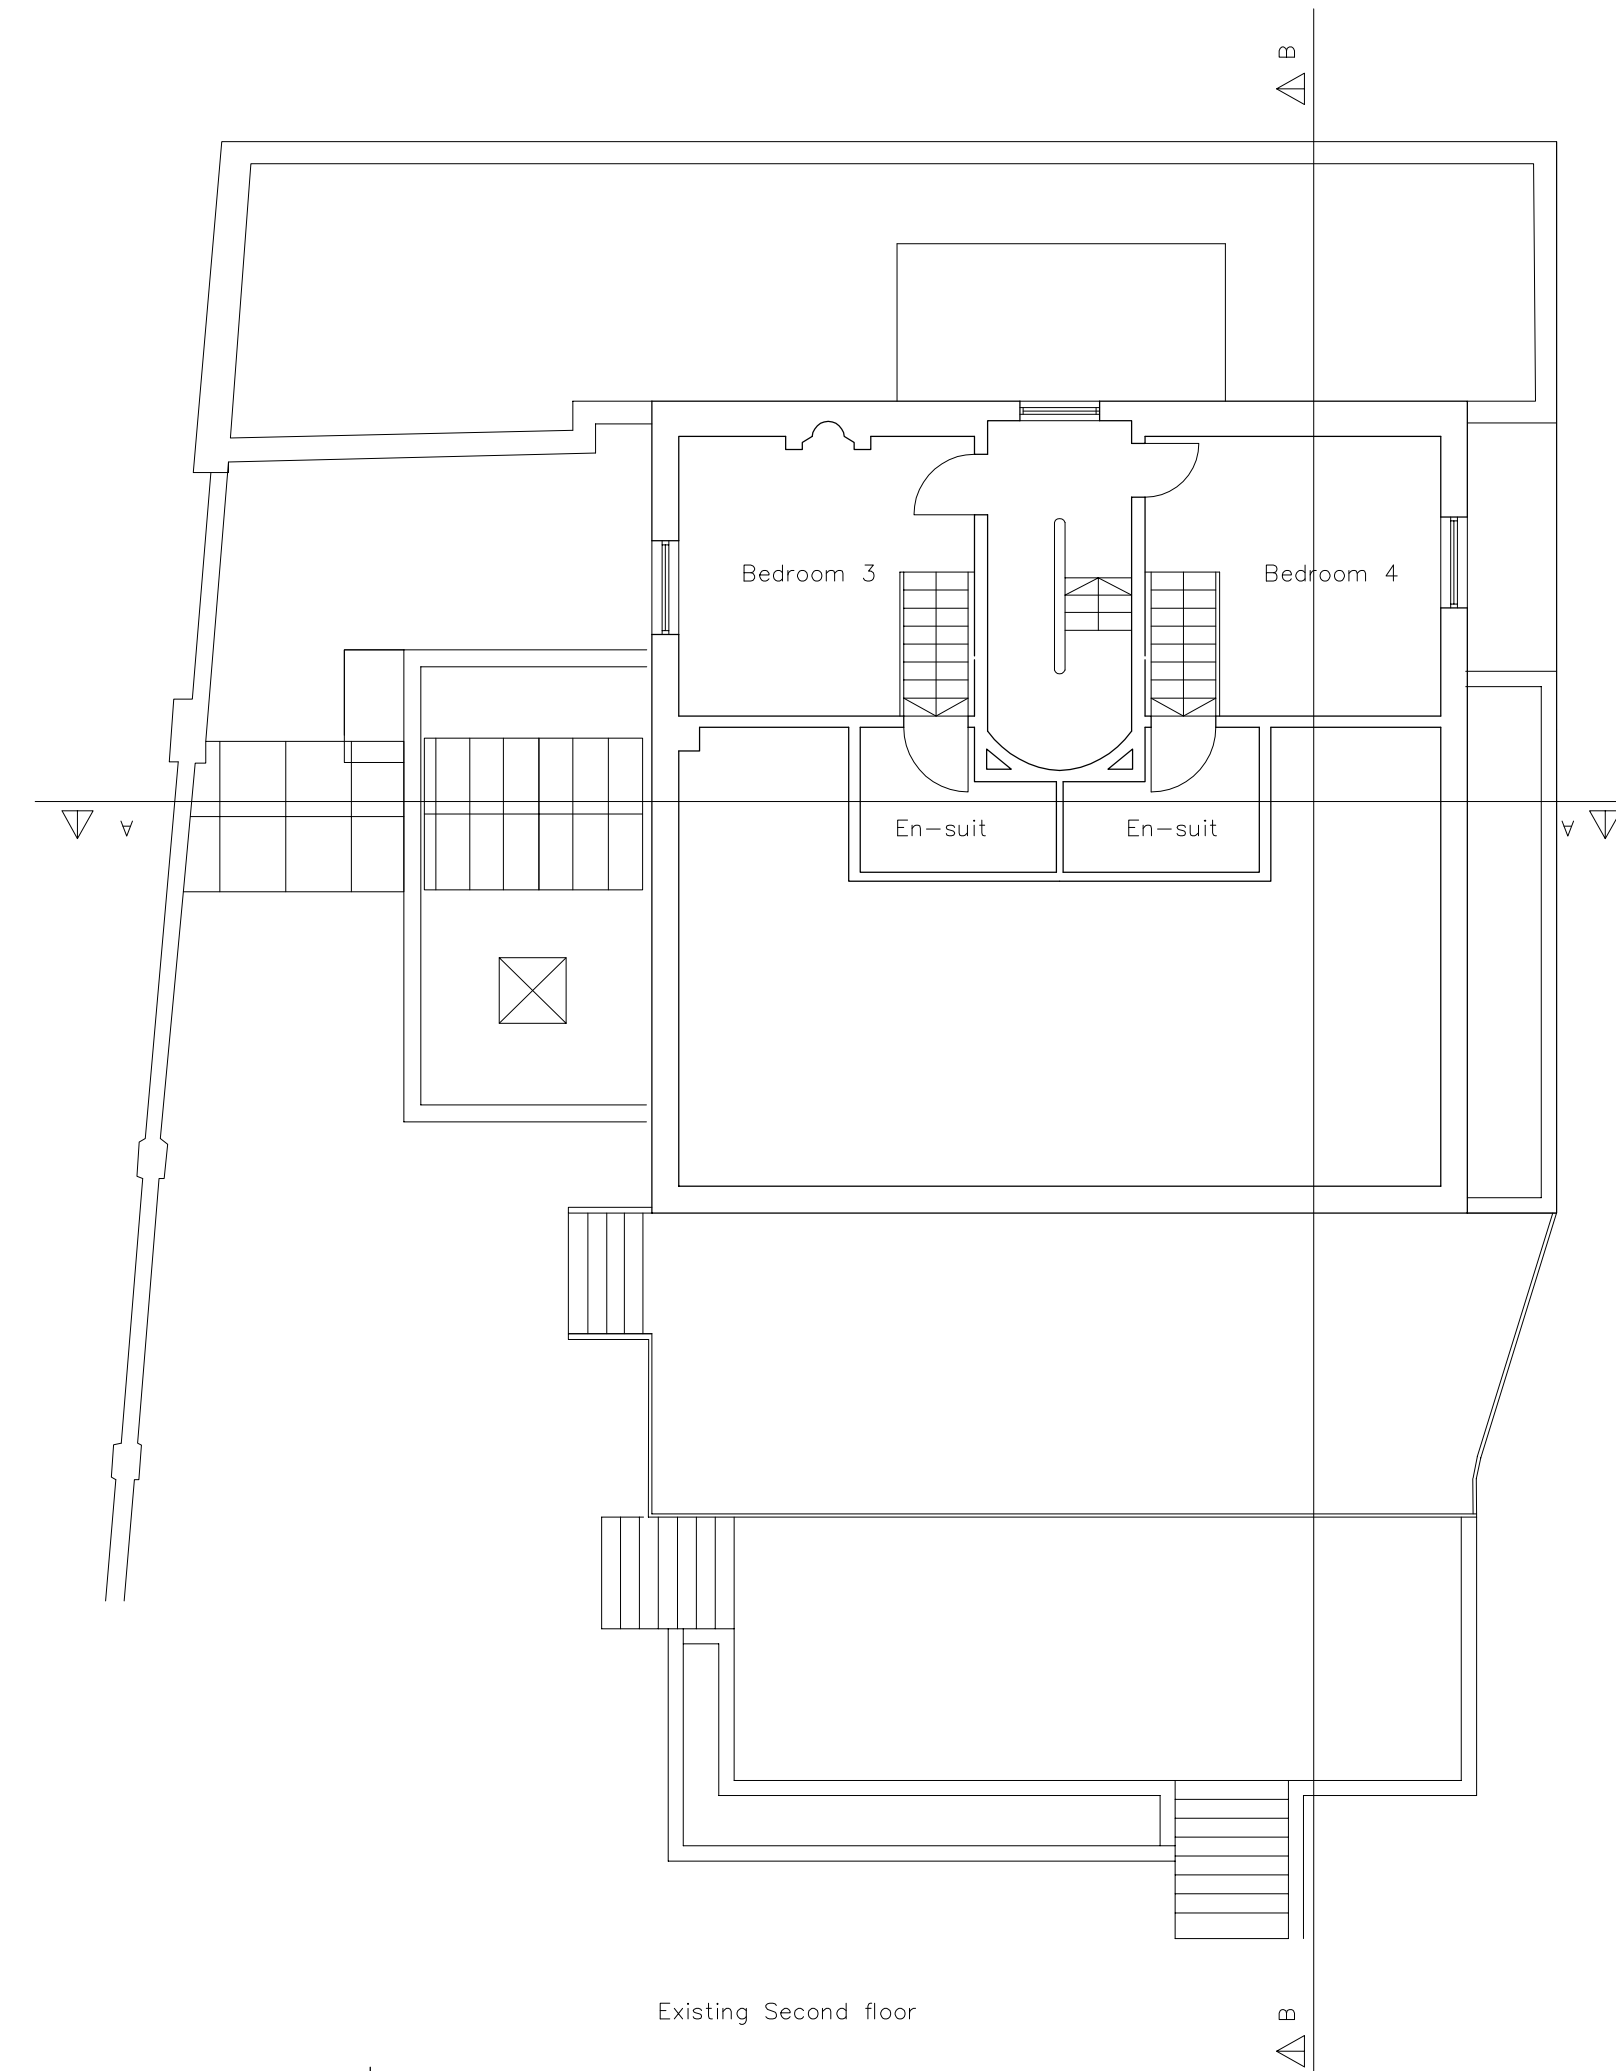 B
Bedroom 3
Bedroom 4
A
En-suit
En-suit
A
Existing Second floor
B